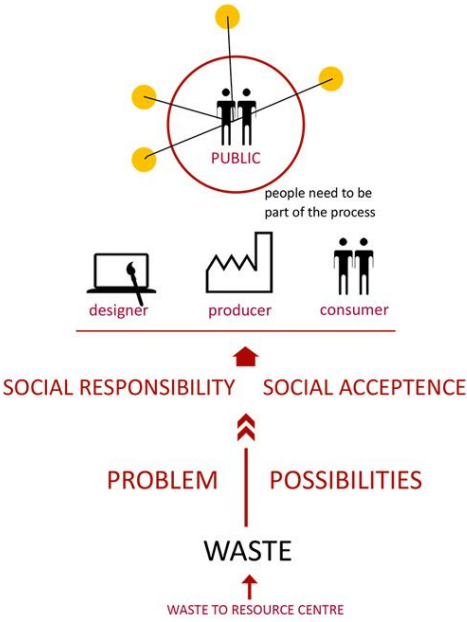 PUBLIC
people need to be
part of the process
designer producer consumer
SOCIAL RESPONSIBILITY SOCIAL ACCEPTENCE
PROBLEM POSSIBILITIES
WASTE
WASTE TO RESOURCE CENTRE